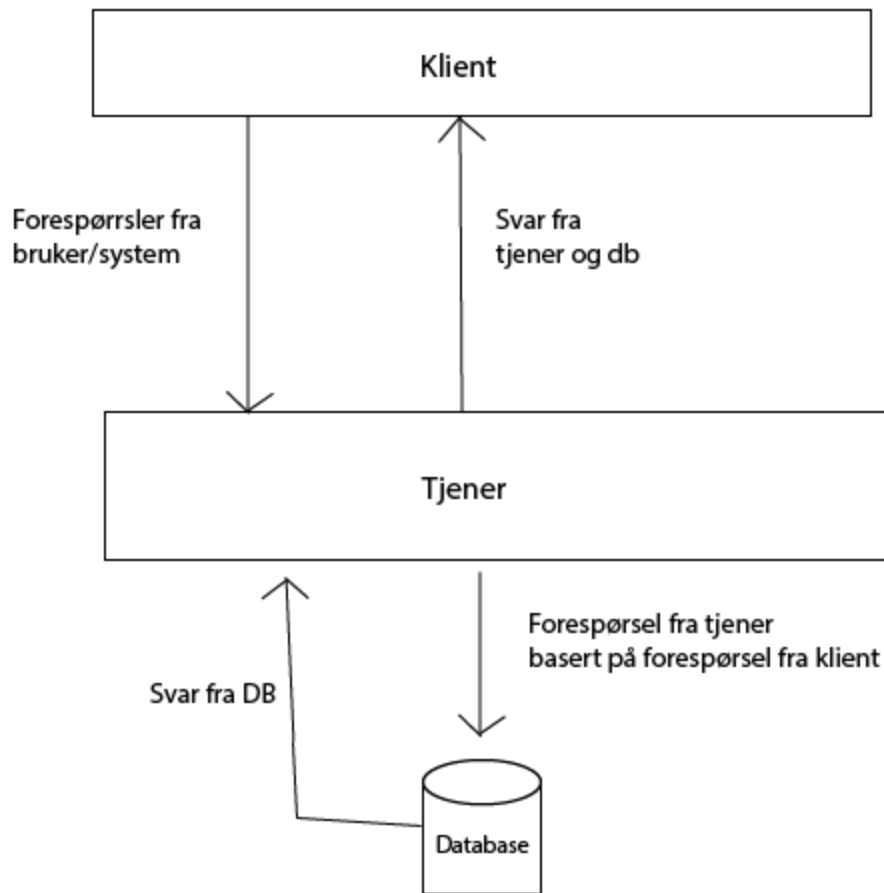 Klient
Forespørrsler fra
bruker/system
Svar fra
tjener og db
Tjener
Forespørsel fra tjener
basert på forespørsel fra klient
Svar fra DB
Database